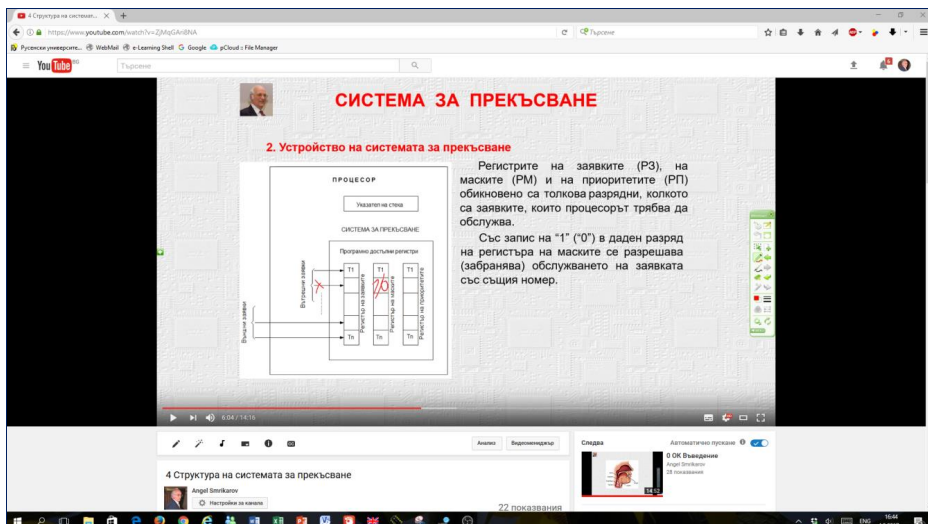 4 Структура на системат...
https://www.youtube.com/watch?v=ZjMqGAriBNA
Търсене
Русенски университе...
WebMail
e-Learning Shell
Google
pCloud :: File Manager
YouTube BG
Търсене
СИСТЕМА ЗА ПРЕКЪСВАНЕ
2. Устройство на системата за прекъсване
ПРОЦЕСОР
Указател на стека
СИСТЕМА ЗА ПРЕКЪСВАНЕ
Програмно достъпни регистри
Вътрешни заявки
Външни заявки
Т1
Тn
Регистър на заявките
Т1
Тn
Регистър на маските
Т1
Тn
Регистър на приоритетите
Регистрите на заявките (РЗ), на
маските (РМ) и на приоритетите (РП)
обикновено са толкова разрядни, колкото
са заявките, които процесорът трябва да
обслужва.
Със запис на “1” (“0”) в даден разряд
на регистъра на маските се разрешава
(забранява) обслужването на заявката
със същия номер.
6:04 / 14:16
Анализ
Видеомениджър
4 Структура на системата за прекъсване
Angel Smrikarov
Настройки за канала
22 показвания
Следва
Автоматично пускане
0 ОК Въведение
Angel Smrikarov
28 показвания
54:52
ENG
16:44